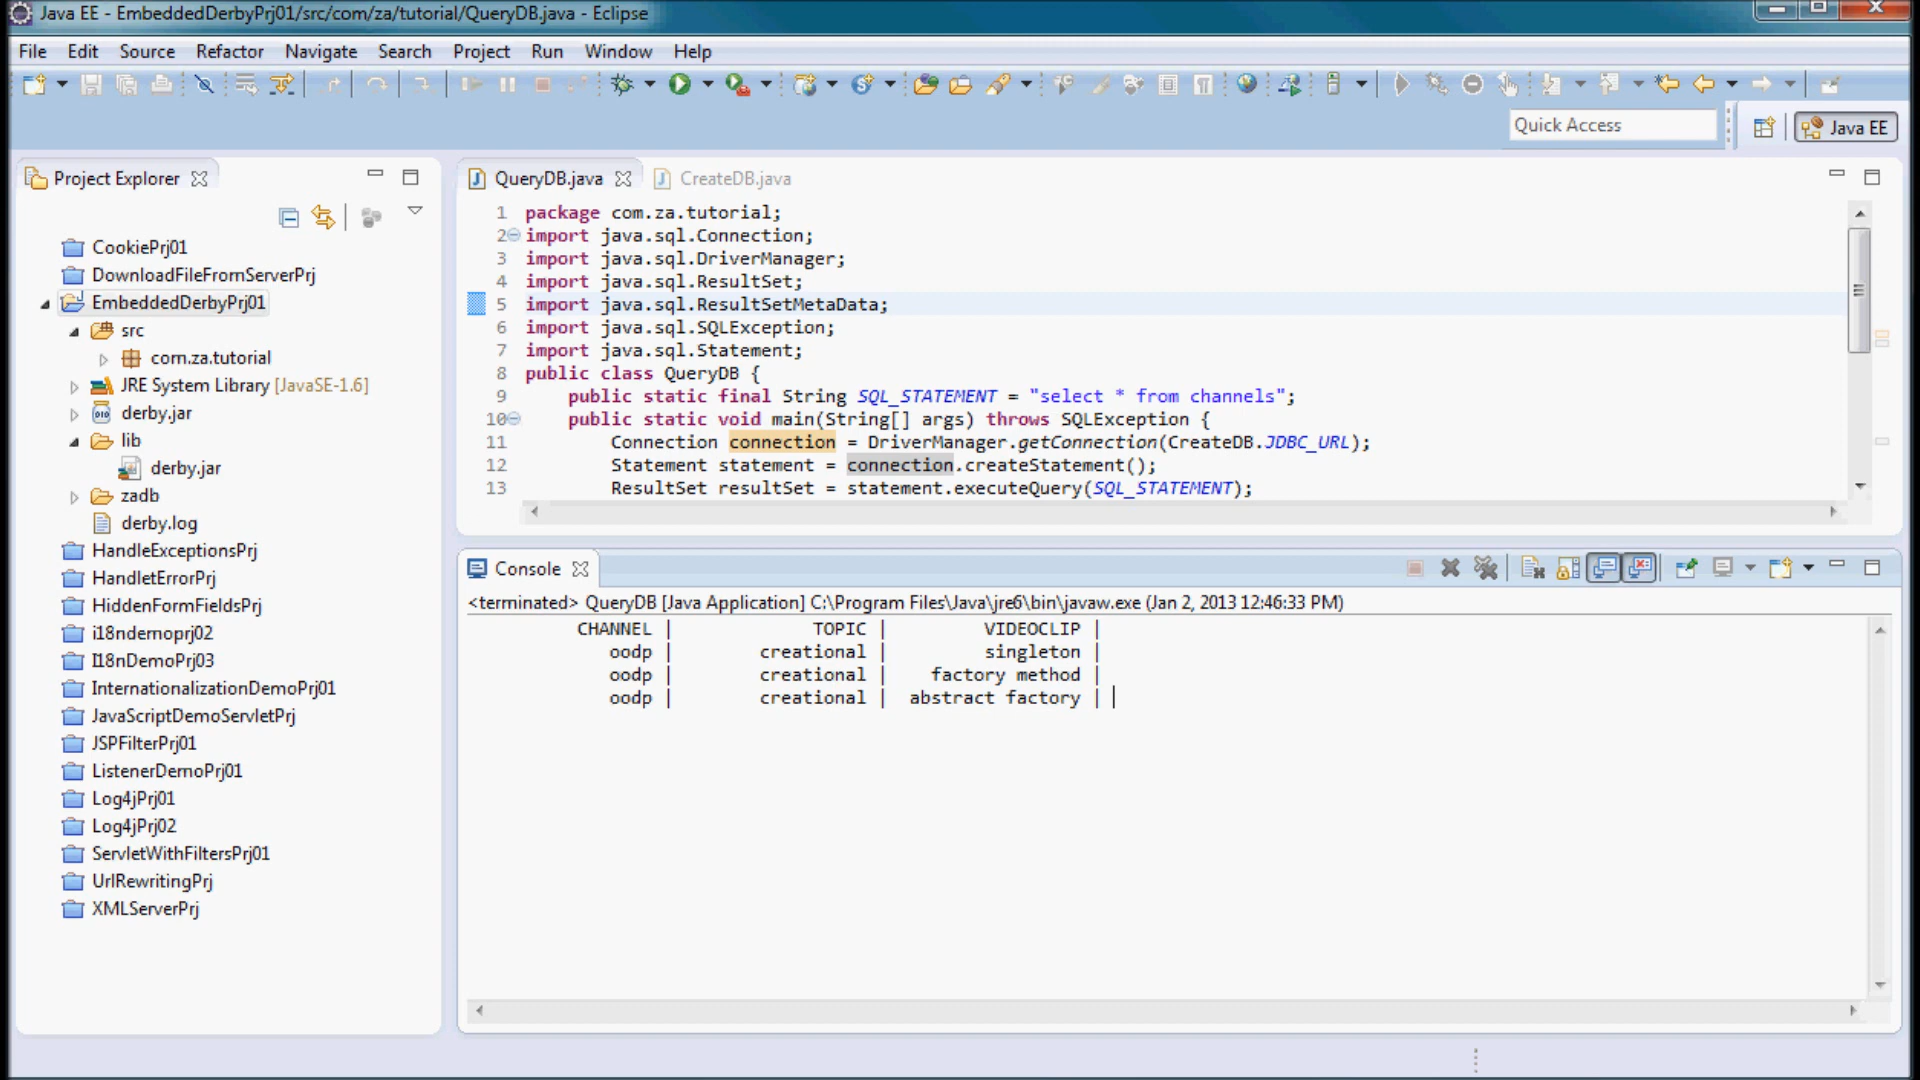 Java EE - EmbeddedDerbyPrj01/src/com/za/tutorial/QueryDB.java - Eclipse
File Edit Source Refactor Navigate Search Project Run Window Help
Quick Access
Java EE
Project Explorer
CookiePrj01
DownloadFileFromServerPrj
EmbeddedDerbyPrj01
src
com.za.tutorial
JRE System Library [JavaSE-1.6]
derby.jar
lib
derby.jar
zadb
derby.log
HandleExceptionsPrj
HandletErrorPrj
HiddenFormFieldsPrj
i18ndemoprj02
I18nDemoPrj03
InternationalizationDemoPrj01
JavaScriptDemoServletPrj
JSPFilterPrj01
ListenerDemoPrj01
Log4jPrj01
Log4jPrj02
ServletWithFiltersPrj01
UrlRewritingPrj
XMLServerPrj
QueryDB.java CreateDB.java
1 package com.za.tutorial;
2 import java.sql.Connection;
3 import java.sql.DriverManager;
4 import java.sql.ResultSet;
5 import java.sql.ResultSetMetaData;
6 import java.sql.SQLException;
7 import java.sql.Statement;
8 public class QueryDB {
9 public static final String SQL_STATEMENT = "select * from channels";
10 public static void main(String[] args) throws SQLException {
11 Connection connection = DriverManager.getConnection(CreateDB.JDBC_URL);
12 Statement statement = connection.createStatement();
13 ResultSet resultSet = statement.executeQuery(SQL_STATEMENT);
Console
<terminated> QueryDB [Java Application] C:\Program Files\Java\jre6\bin\javaw.exe (Jan 2, 2013 12:46:33 PM)
CHANNEL | TOPIC | VIDEOCLIP |
oodp | creational | singleton |
oodp | creational | factory method |
oodp | creational | abstract factory |